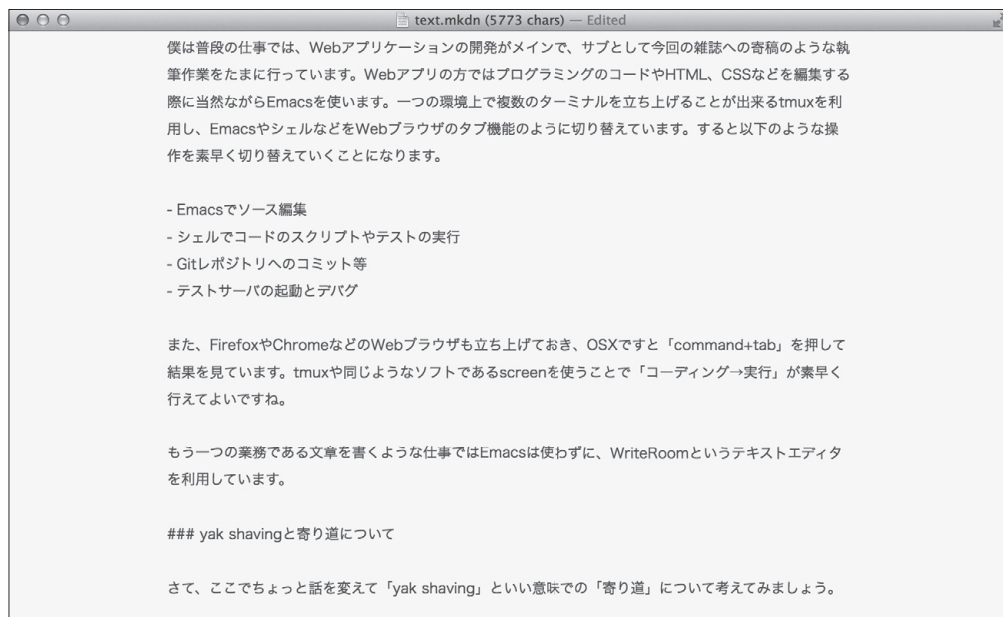 text.mkdn (5773 chars) — Edited
僕は普段の仕事では、Webアプリケーションの開発がメインで、サブとして今回の雑誌への寄稿のような執
筆作業をたまに行っています。Webアプリの方ではプログラミングのコードやHTML、CSSなどを編集する
際に当然ながらEmacsを使います。一つの環境上で複数のターミナルを立ち上げることが出来るtmuxを利
用し、EmacsやシェルなどをWebブラウザのタブ機能のように切り替えています。すると以下のような操
作を素早く切り替えていくことになります。
- Emacsでソース編集
- シェルでコードのスクリプトやテストの実行
- Gitレポジトリへのコミット等
- テストサーバの起動とデバグ
また、FirefoxやChromeなどのWebブラウザも立ち上げておき、OSXですと「command+tab」を押して
結果を見ています。tmuxや同じようなソフトであるscreenを使うことで「コーディング→実行」が素早く
行えてよいですね。
もう一つの業務である文章を書くような仕事ではEmacsは使わずに、WriteRoomというテキストエディタ
を利用しています。
### yak shavingと寄り道について
さて、ここでちょっと話を変えて「yak shaving」といい意味での「寄り道」について考えてみましょう。